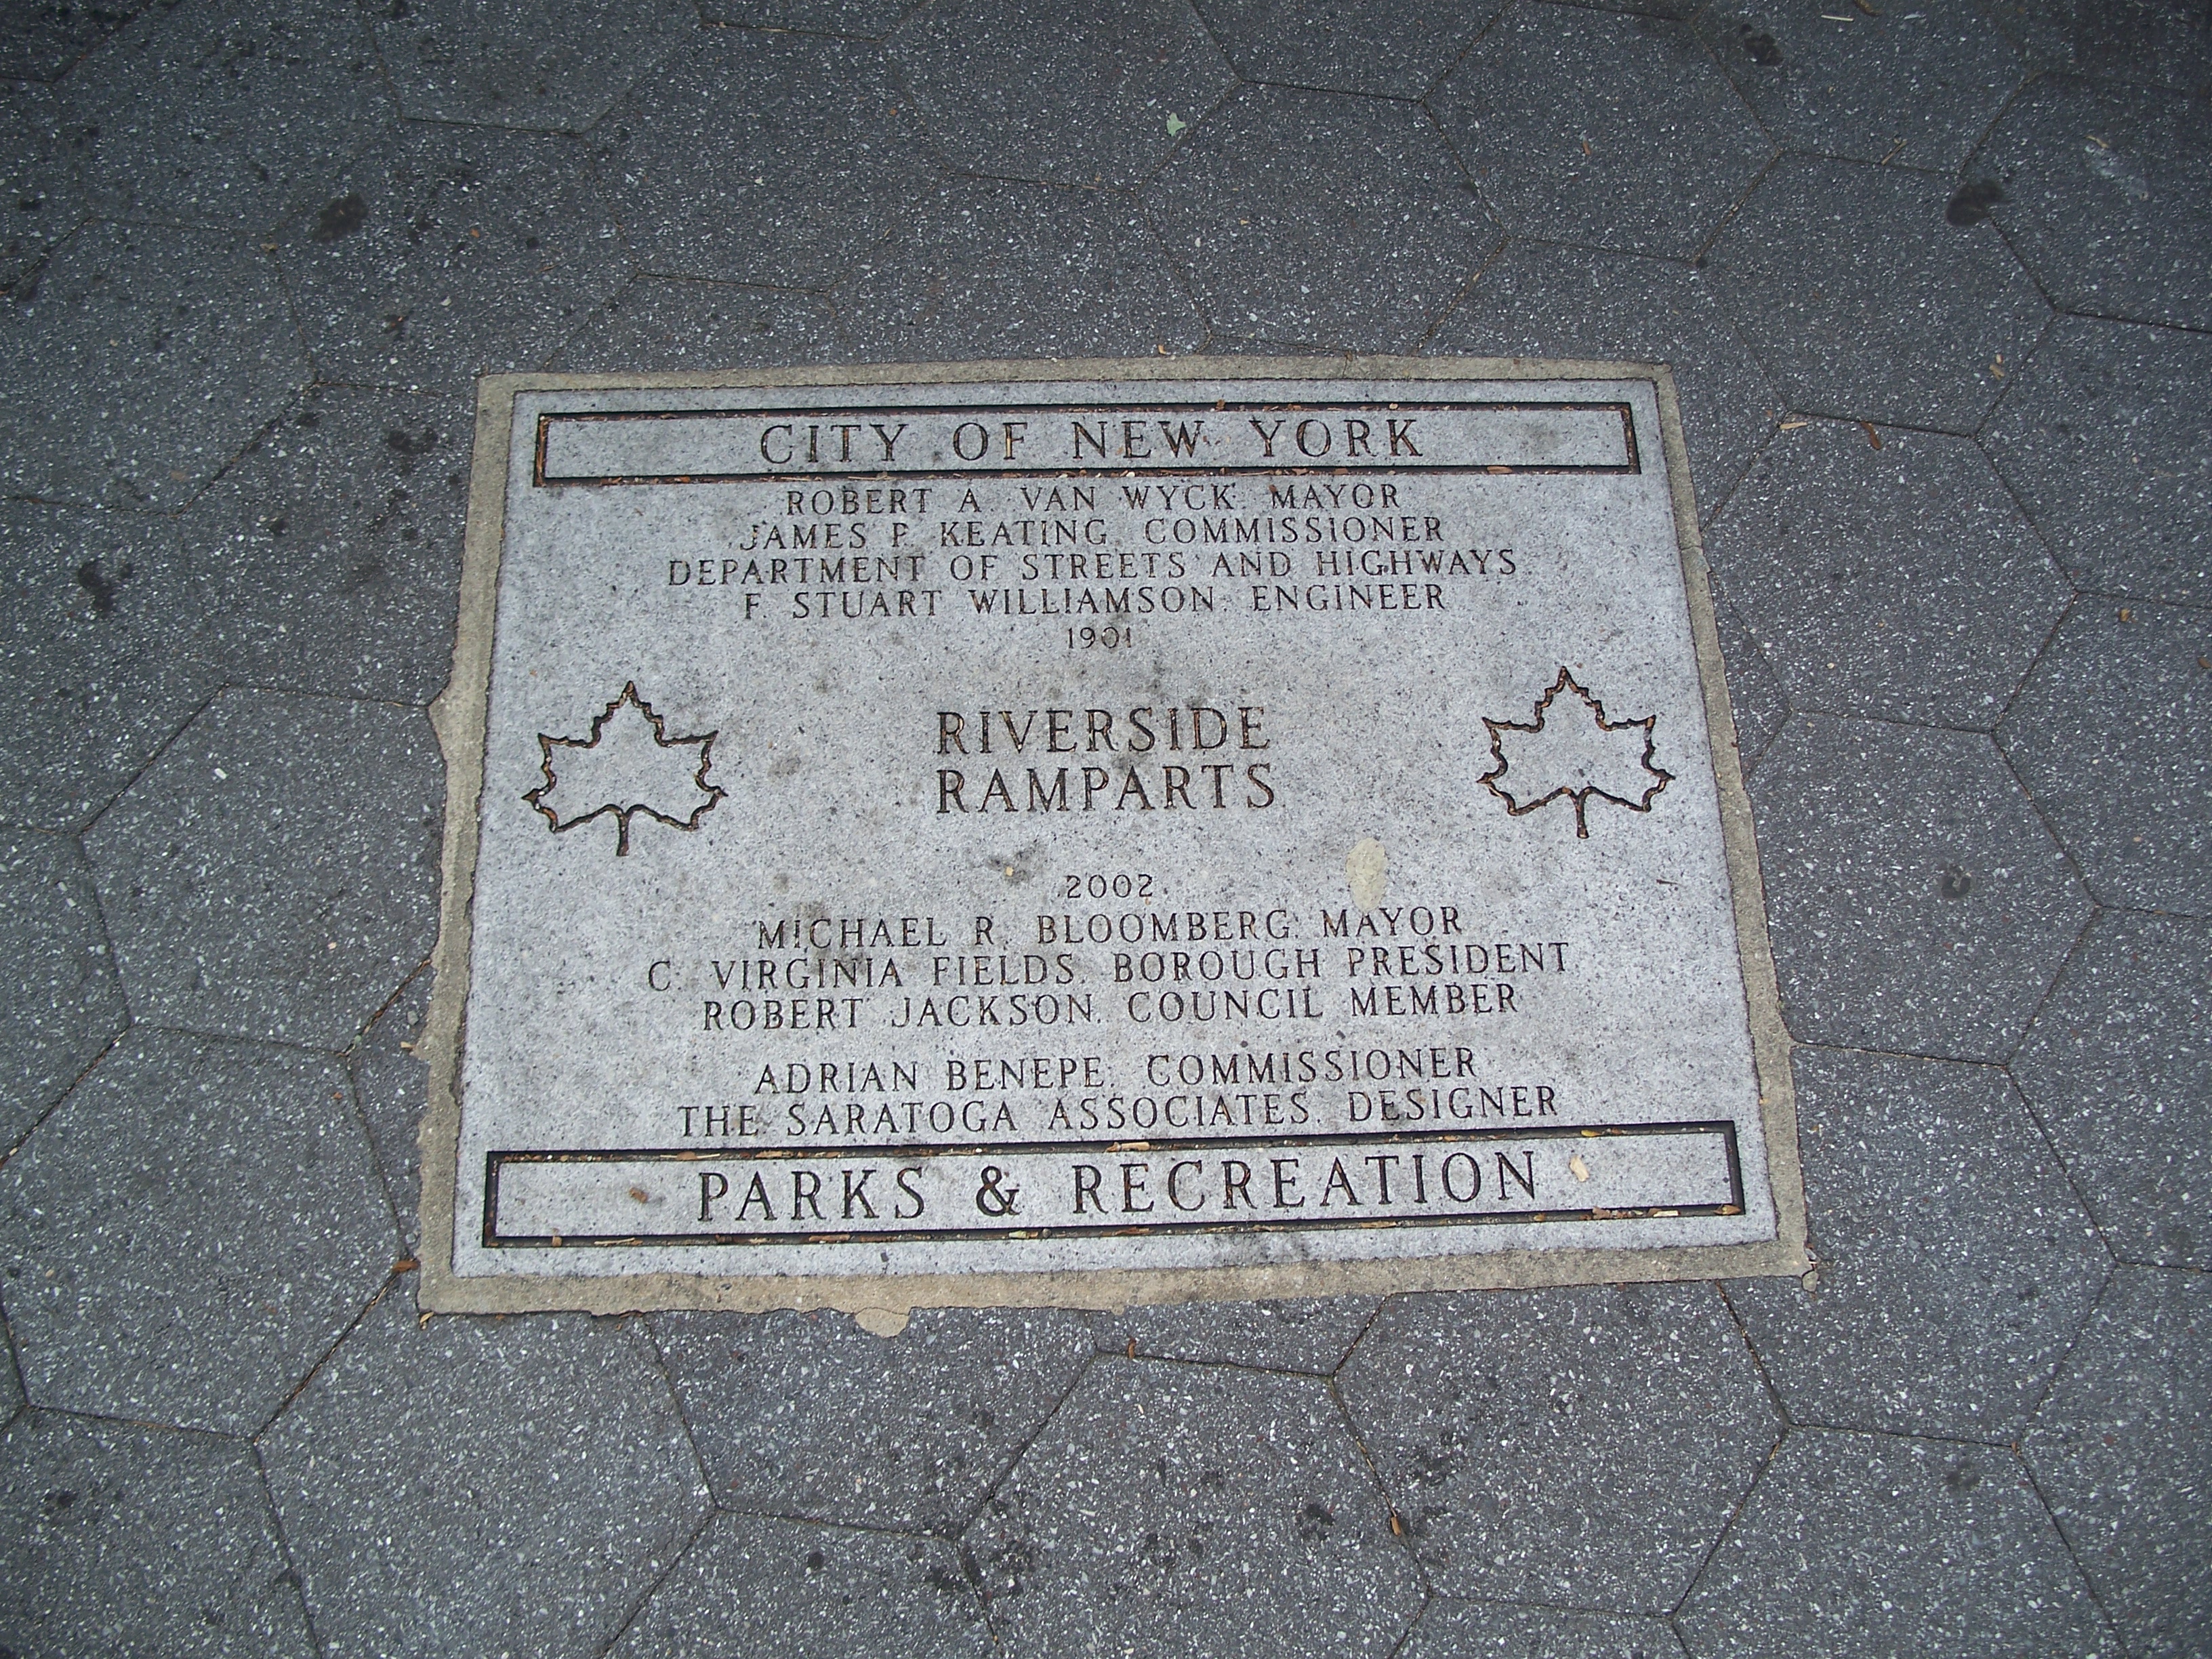 CITY OF NEW YORK
ROBERT A. VAN WYCK, MAYOR
JAMES P. KEATING, COMMISSIONER
DEPARTMENT OF STREETS AND HIGHWAYS
F. STUART WILLIAMSON, ENGINEER
1901
RIVERSIDE
RAMPARTS
2002
MICHAEL R. BLOOMBERG, MAYOR
C. VIRGINIA FIELDS, BOROUGH PRESIDENT
ROBERT JACKSON, COUNCIL MEMBER
ADRIAN BENEPE, COMMISSIONER
THE SARATOGA ASSOCIATES, DESIGNER
PARKS & RECREATION